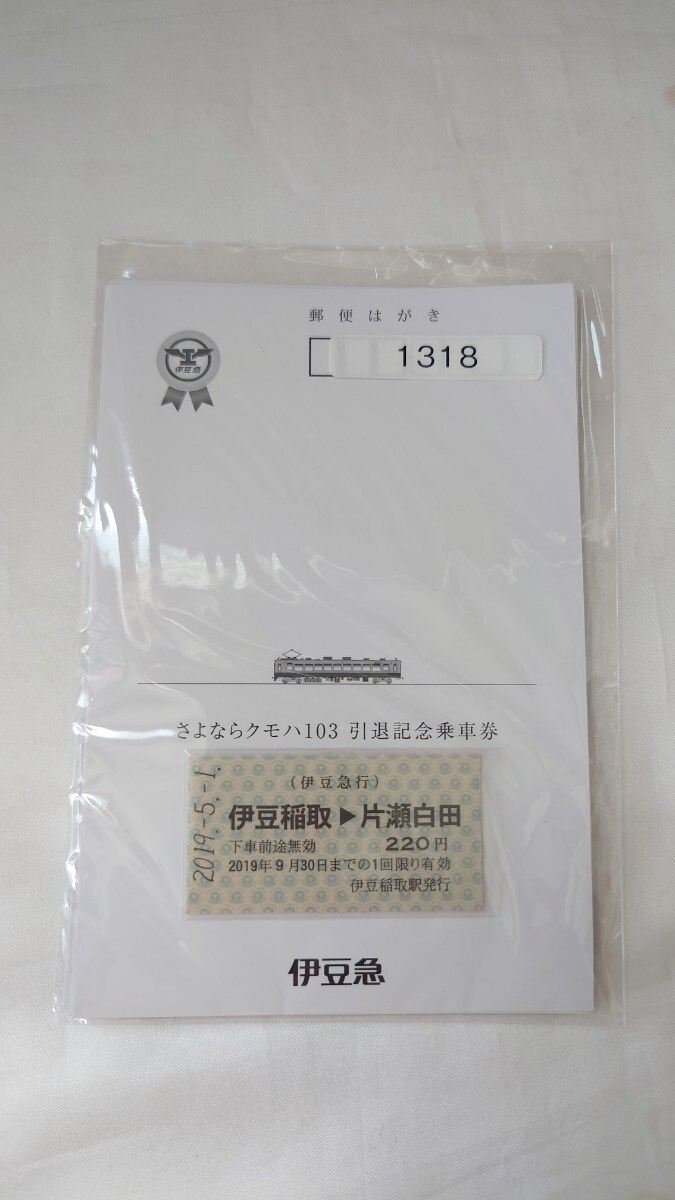 郵便はがき
伊豆急
1318
さよならクモハ103 引退記念乗車券
2019.-5.-1.
(伊豆急行)
伊豆稲取▶片瀬白田
下車前途無効 220円
2019年9月30日までの1回限り有効
伊豆稲取駅発行
伊豆急